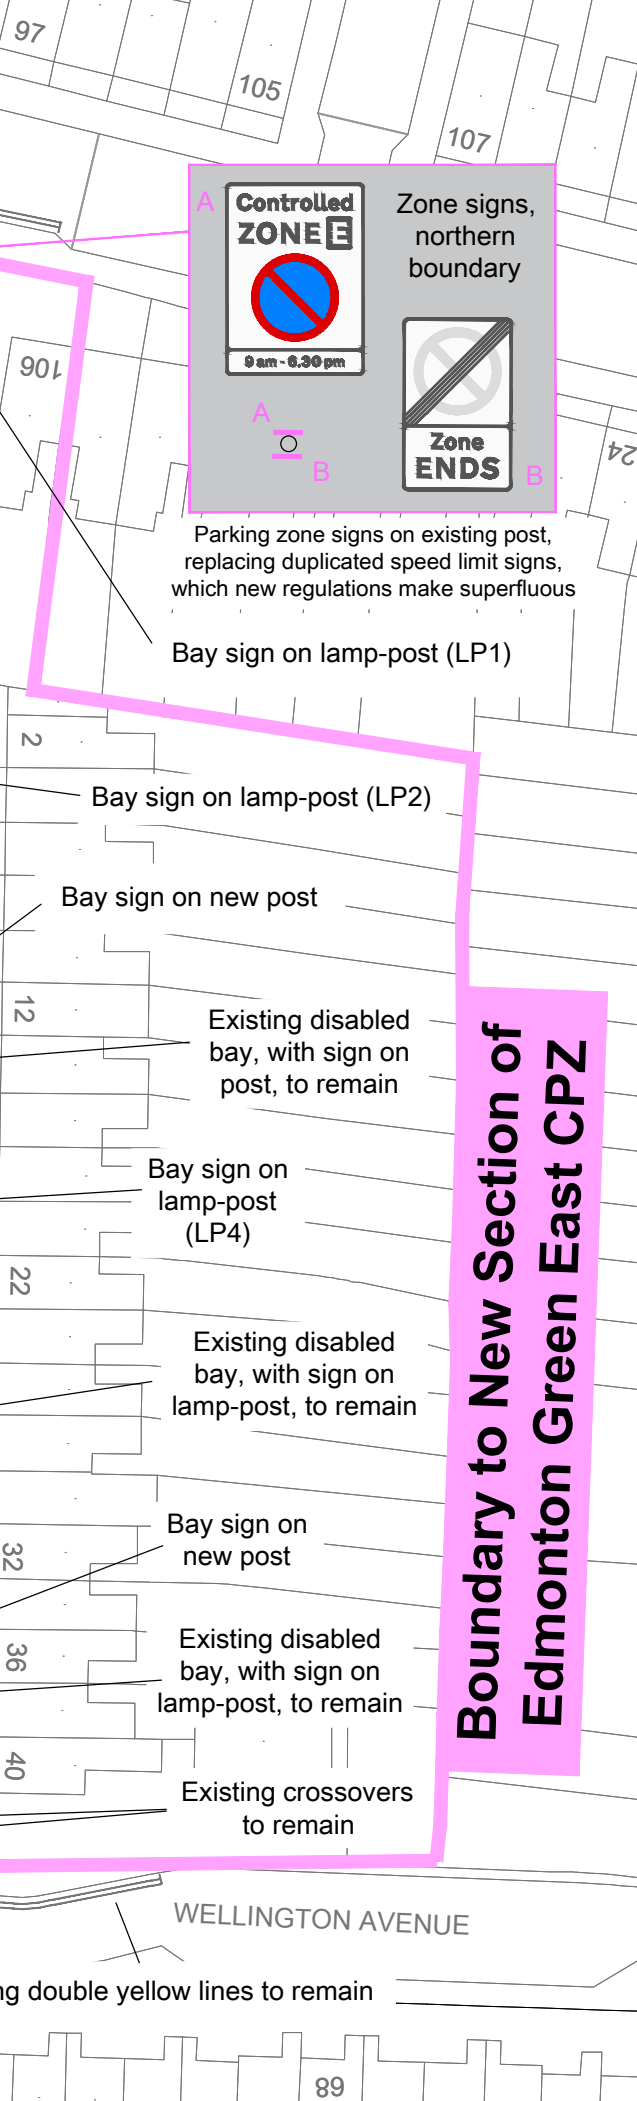 97
105
107
A
Controlled
ZONE E
9 am - 6.30 pm
Zone signs,
northern
boundary
A
B
Zone
ENDS
B
106
24
Parking zone signs on existing post,
replacing duplicated speed limit signs,
which new regulations make superfluous
Bay sign on lamp-post (LP1)
2
Bay sign on lamp-post (LP2)
Bay sign on new post
12
Existing disabled
bay, with sign on
post, to remain
Bay sign on
lamp-post
(LP4)
22
Existing disabled
bay, with sign on
lamp-post, to remain
Bay sign on
new post
32
Existing disabled
bay, with sign on
lamp-post, to remain
36
40
Existing crossovers
to remain
Boundary to New Section of
Edmonton Green East CPZ
WELLINGTON AVENUE
ng double yellow lines to remain
68